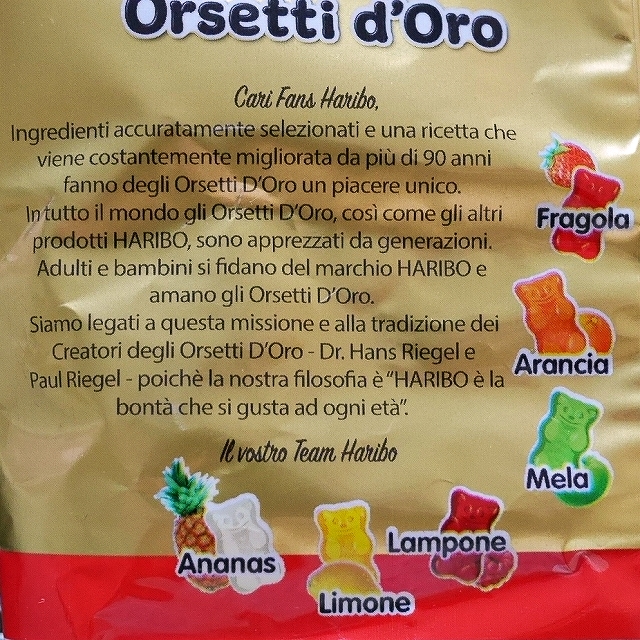 Orsetti d'Oro
Cari Fans Haribo,
Ingredienti accuratamente selezionati e una ricetta che
viene costantemente migliorata da più di 90 anni
fanno degli Orsetti D'Oro un piacere unico.
In tutto il mondo gli Orsetti D'Oro, così come gli altri
prodotti HARIBO, sono apprezzati da generazioni.
Adulti e bambini si fidano del marchio HARIBO e
amano gli Orsetti D'Oro.
Siamo legati a questa missione e alla tradizione dei
Creatori degli Orsetti D'Oro - Dr. Hans Riegel e
Paul Riegel - poichè la nostra filosofia è "HARIBO è la
bontà che si gusta ad ogni età".
Il vostro Team Haribo
Fragola
Arancia
Mela
Lampone
Ananas
Limone